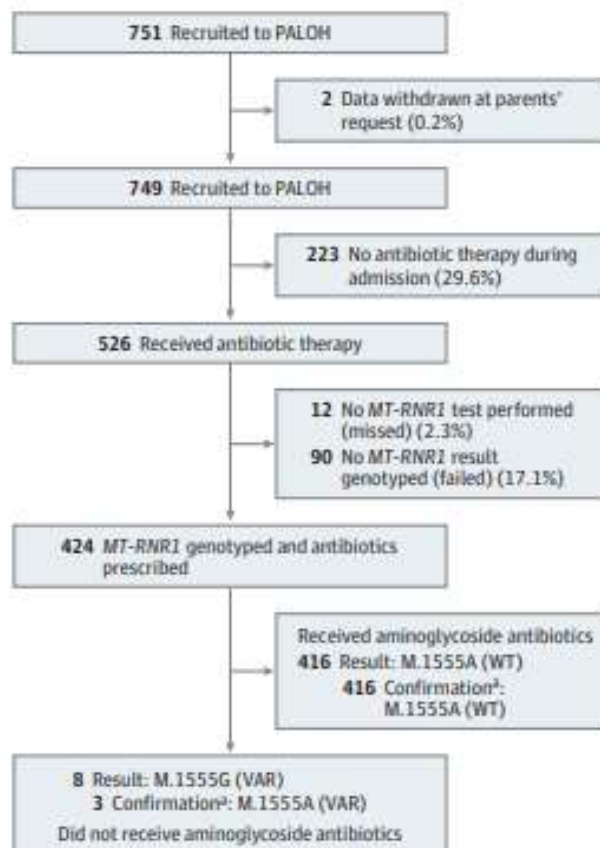 751 Recruited to PALOH
2 Data withdrawn at parents'
request (0.2%)
749 Recruited to PALOH
223 No antibiotic therapy during
admission (29.6%)
526 Received antibiotic therapy
12 No MT-RNR1 test performed
(missed) (2.3%)
90 No MT-RNR1 result
genotyped (failed) (17.1%)
424 MT-RNR1 genotyped and antibiotics
prescribed
Received aminoglycoside antibiotics
416 Result: M.1555A (WT)
416 Confirmationᵃ:
M.1555A (WT)
8 Result: M.1555G (VAR)
3 Confirmationᵃ: M.1555A (VAR)
Did not receive aminoglycoside antibiotics